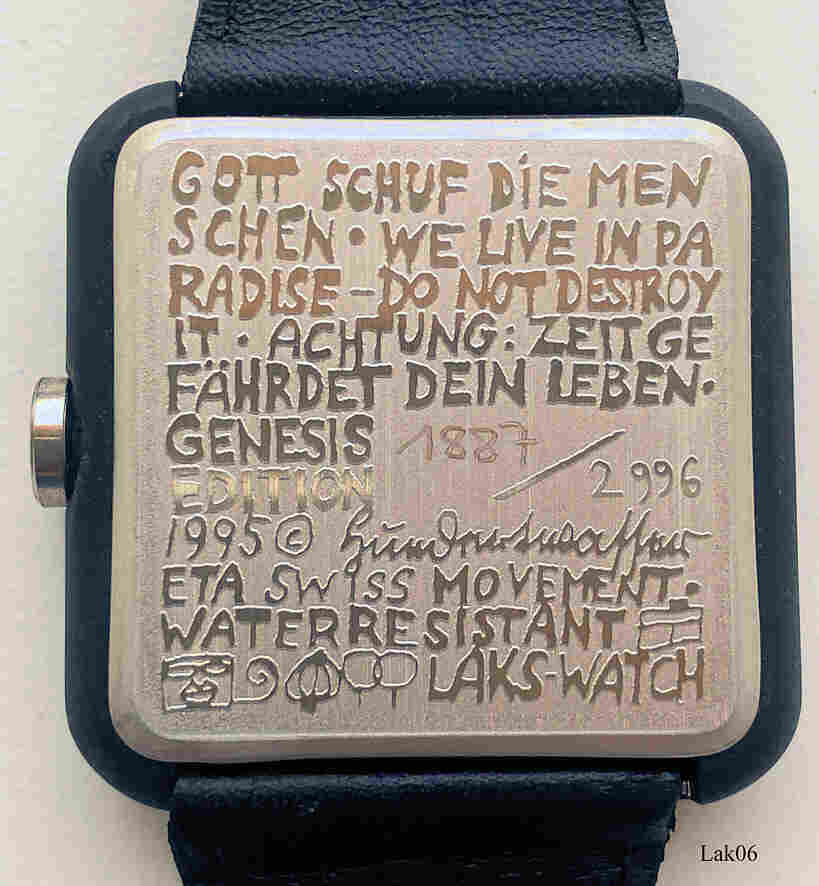 GOTT SCHUF DIE MEN
SCHEN · WE LIVE IN PA
RADISE – DO NOT DESTROY
IT · ACHTUNG: ZEIT GE
FÄHRDET DEIN LEBEN ·
GENESIS 1887 / 2996
EDITION
1995 © Hundertwasser
ETA SWISS MOVEMENT ·
WATERRESISTANT
LAKS-WATCH
Lak06